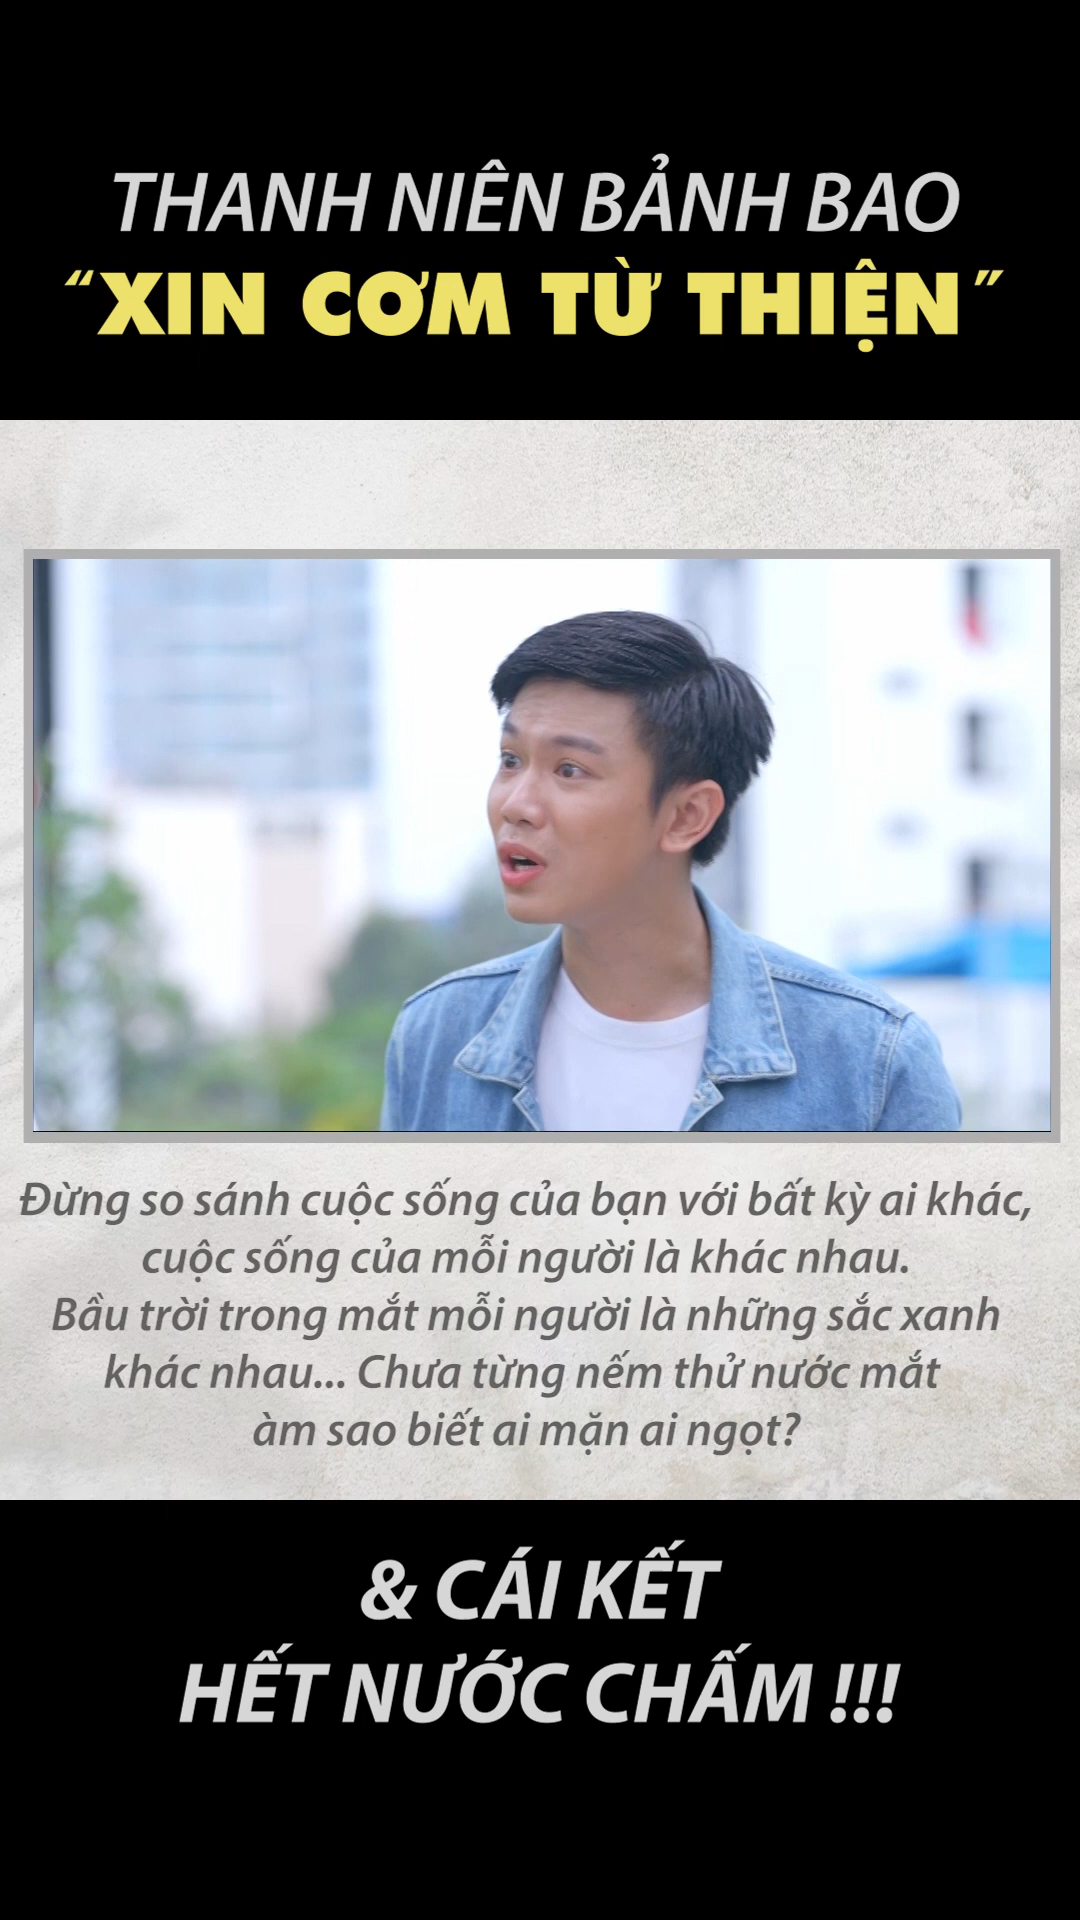 THANH NIÊN BẢNH BAO
“XIN CƠM TỪ THIỆN”
Đừng so sánh cuộc sống của bạn với bất kỳ ai khác,
cuộc sống của mỗi người là khác nhau.
Bầu trời trong mắt mỗi người là những sắc xanh
khác nhau... Chưa từng nếm thử nước mắt
àm sao biết ai mặn ai ngọt?
& CÁI KẾT
HẾT NƯỚC CHẤM !!!